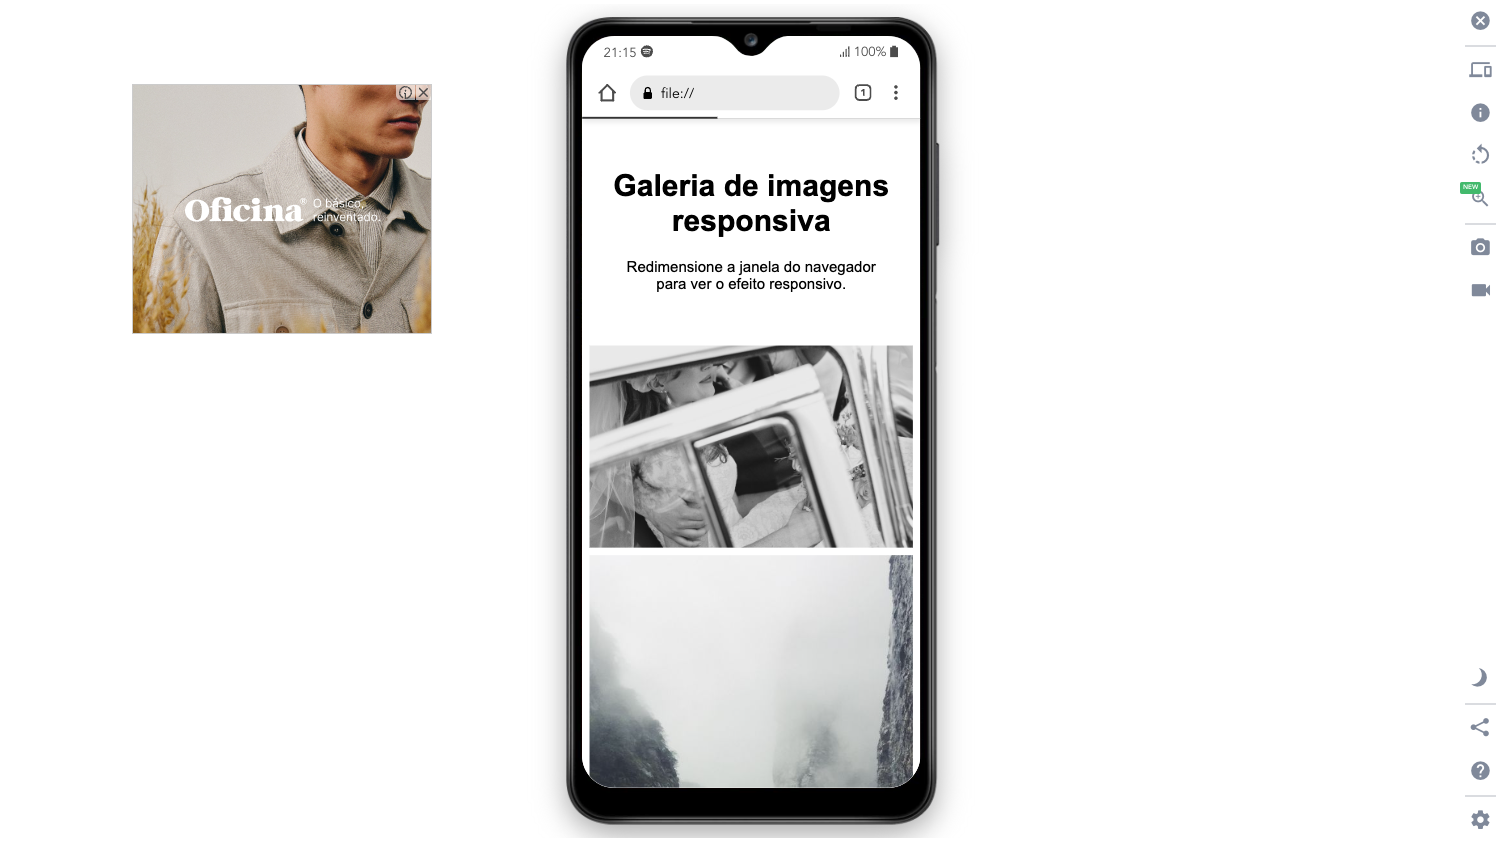 Oficina®
O básico,
reinventado.
21:15
100%
file://
1
Galeria de imagens
responsiva
Redimensione a janela do navegador
para ver o efeito responsivo.
NEW